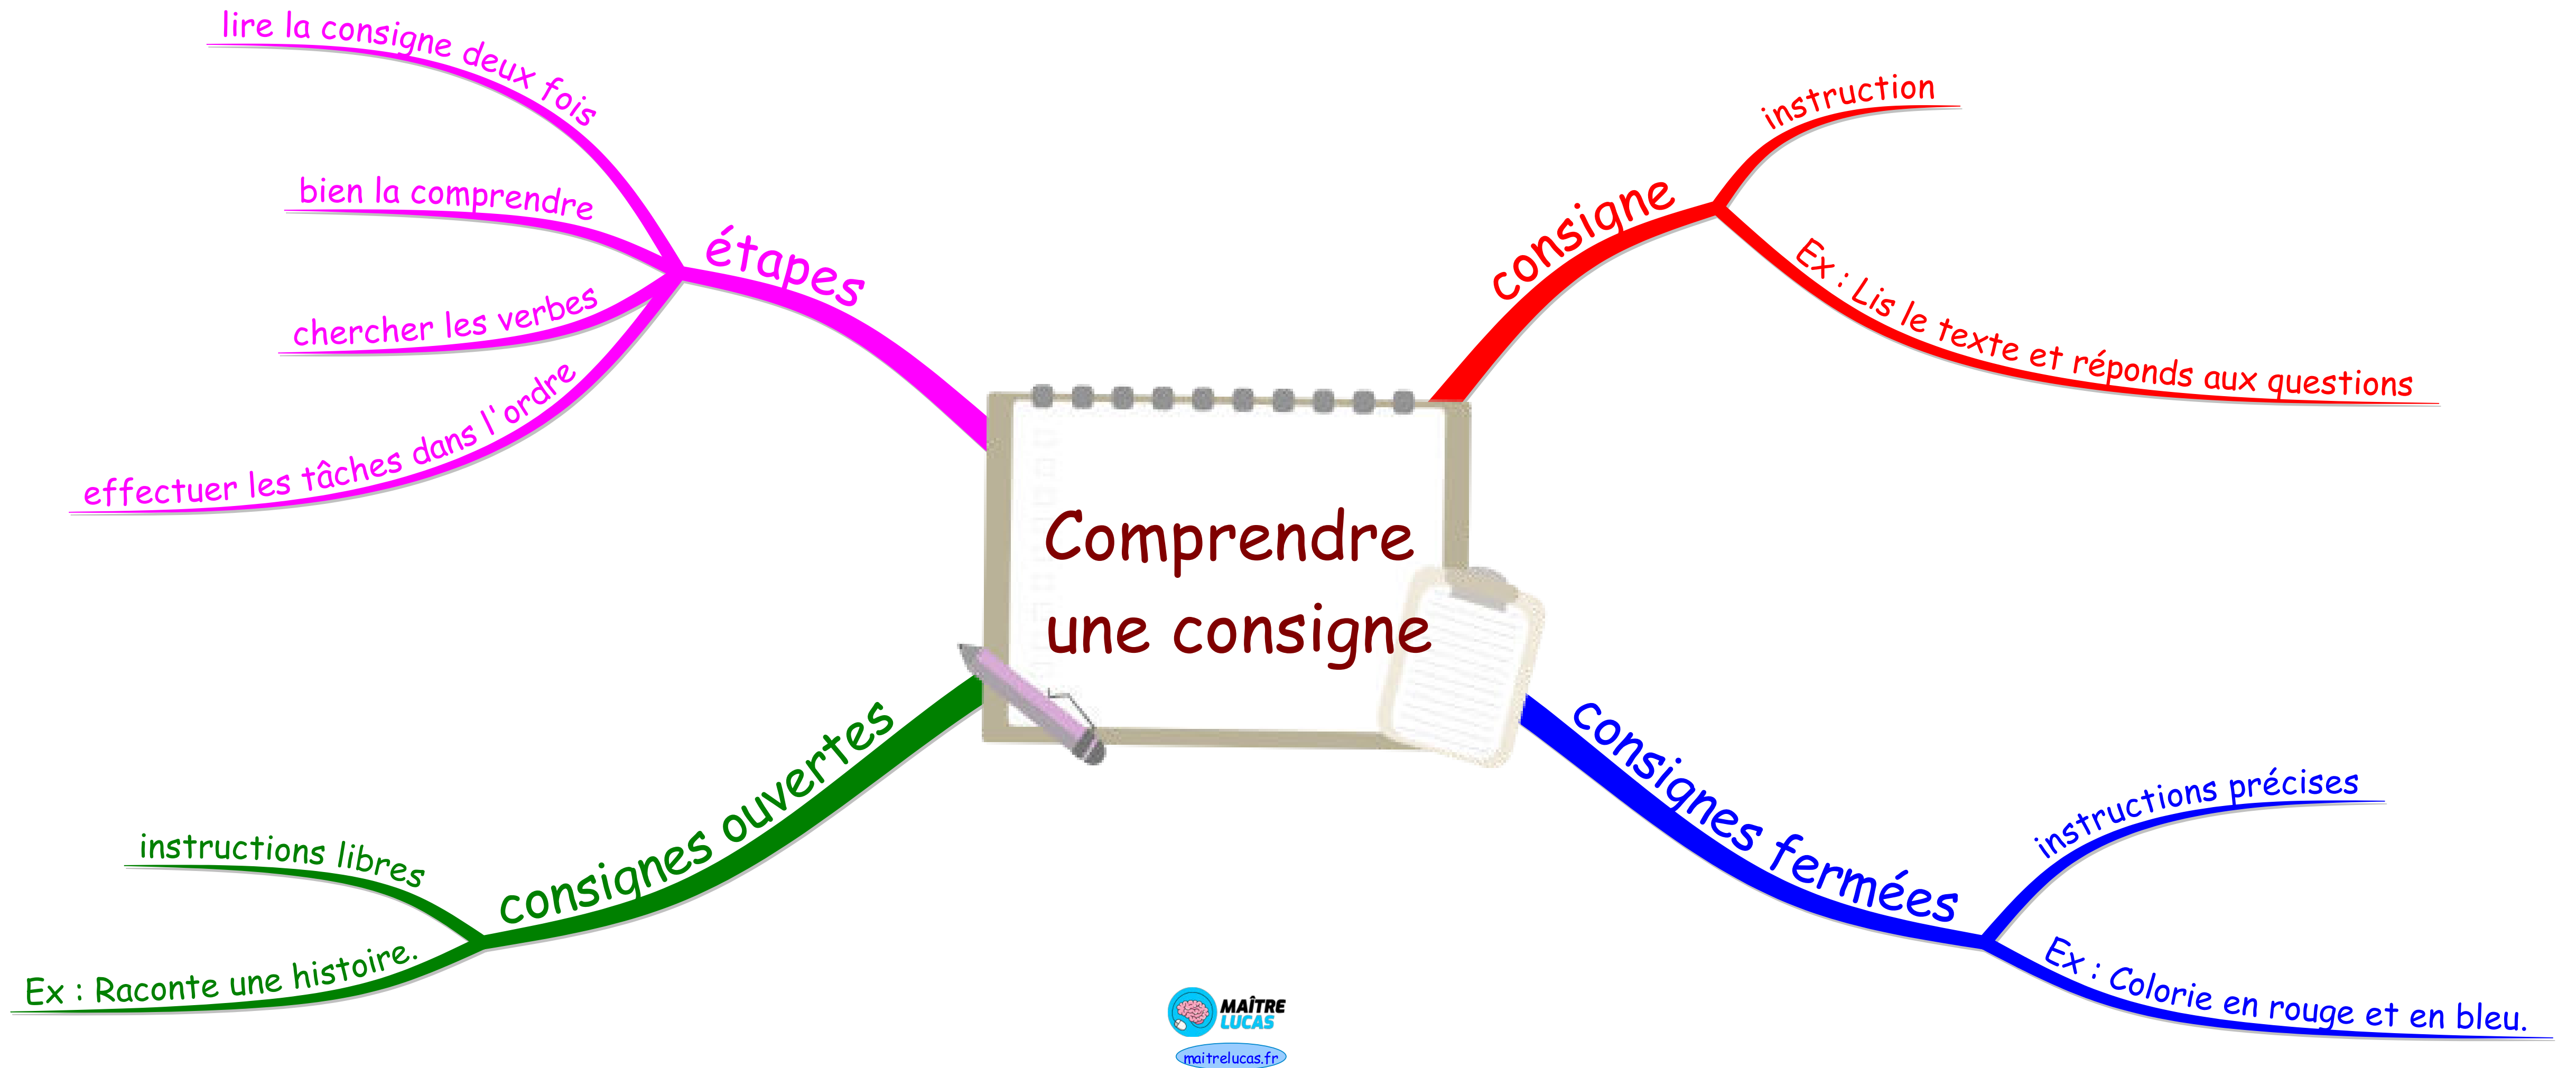 Comprendre
une consigne
consigne
instruction
Ex : Lis le texte et réponds aux questions
consignes fermées
instructions précises
Ex : Colorie en rouge et en bleu.
consignes ouvertes
instructions libres
Ex : Raconte une histoire.
étapes
lire la consigne deux fois
bien la comprendre
chercher les verbes
effectuer les tâches dans l'ordre
MAÎTRE
LUCAS
maitrelucas.fr